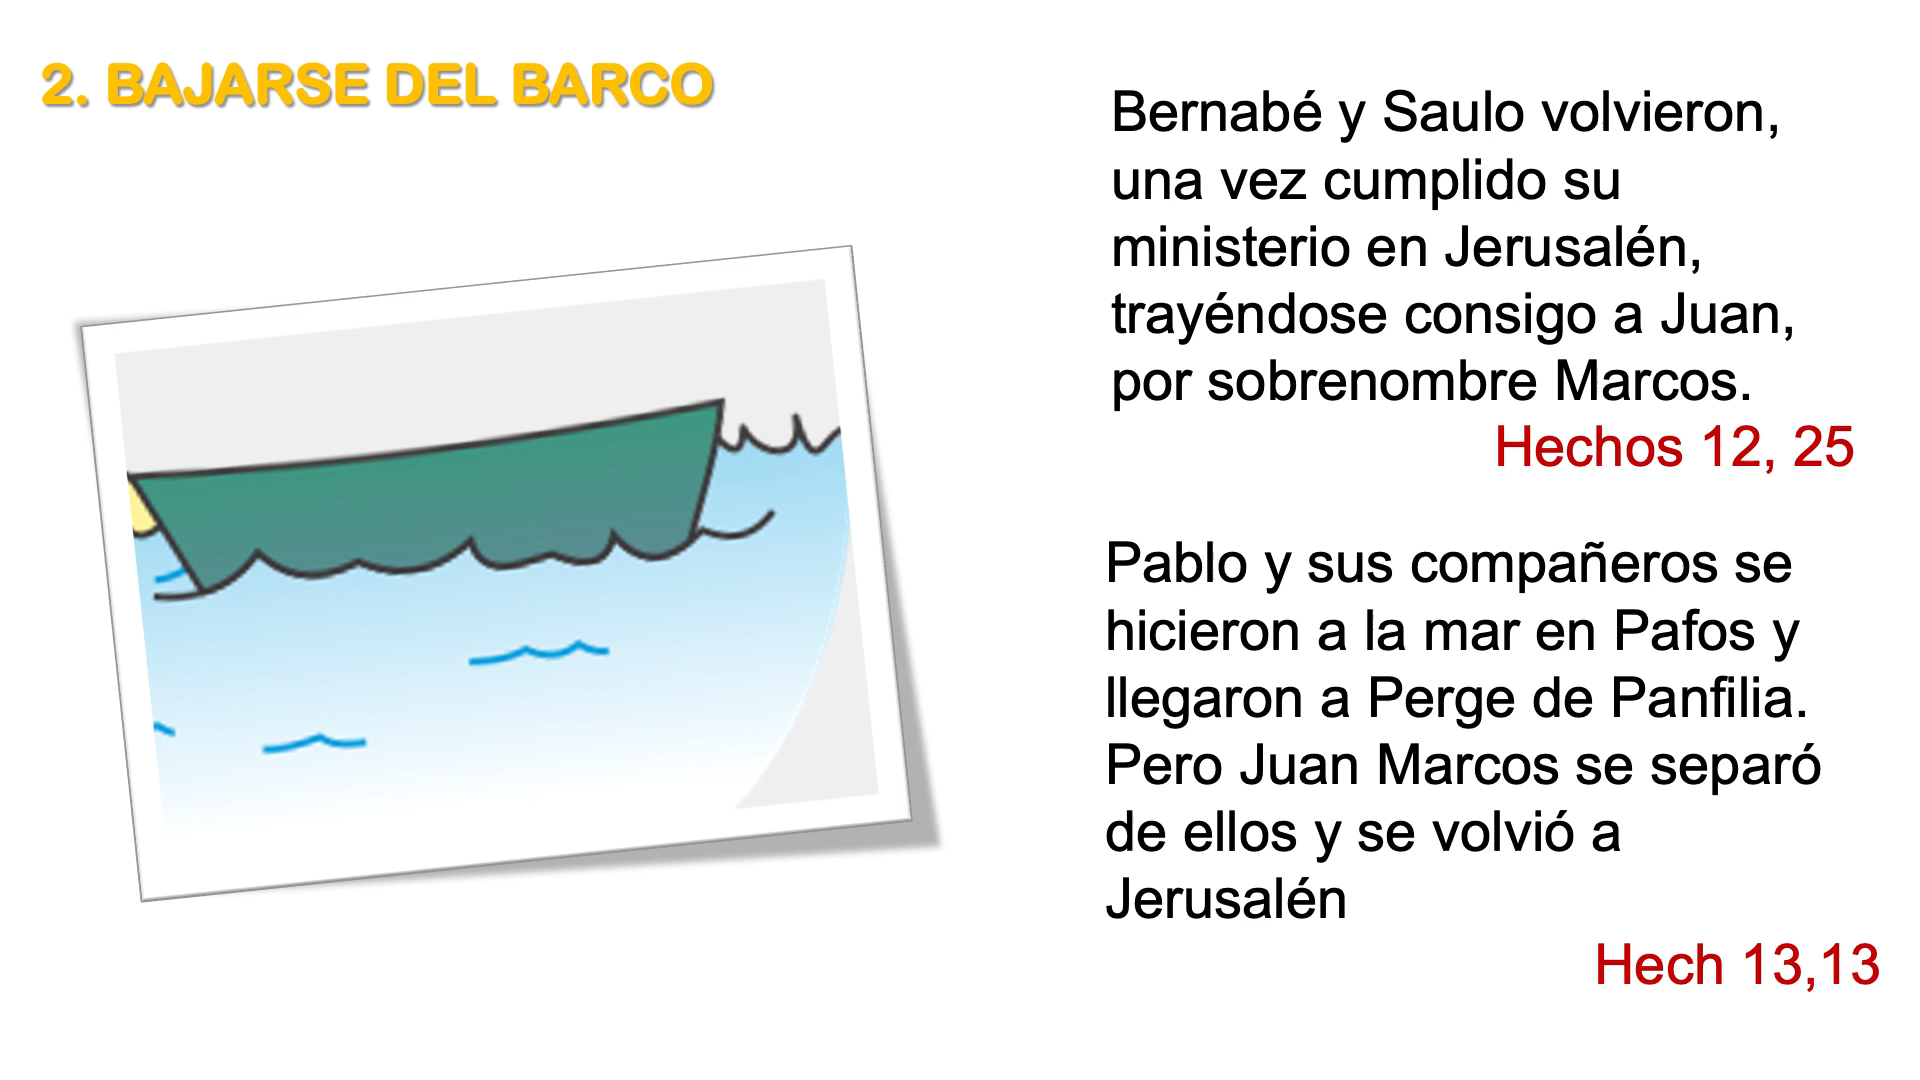 2. BAJARSE DEL BARCO
Bernabé y Saulo volvieron,
una vez cumplido su
ministerio en Jerusalén,
trayéndose consigo a Juan,
por sobrenombre Marcos.
Hechos 12, 25
Pablo y sus compañeros se
hicieron a la mar en Pafos y
llegaron a Perge de Panfilia.
Pero Juan Marcos se separó
de ellos y se volvió a
Jerusalén
Hech 13,13